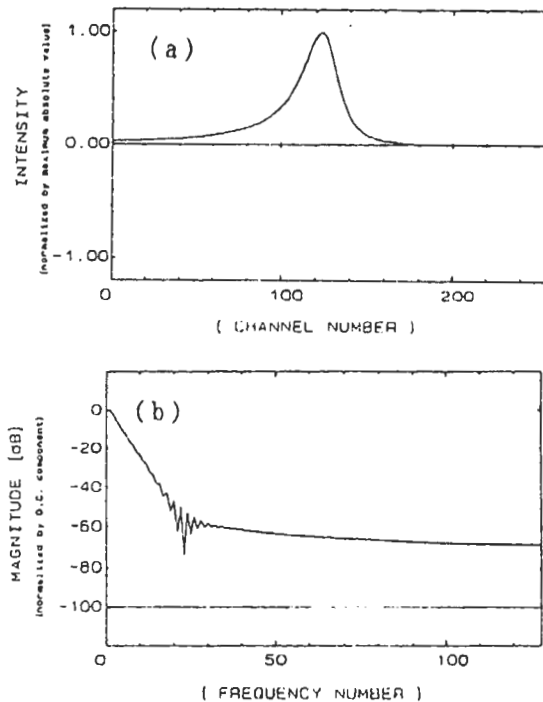 1.00
(a)
INTENSITY
(normalized by maximum absolute value)
0.00
-1.00
0
100
200
( CHANNEL NUMBER )
0
(b)
-20
-40
-60
-80
-100
MAGNITUDE [dB]
(normalized by D.C. component)
0
50
100
( FREQUENCY NUMBER )